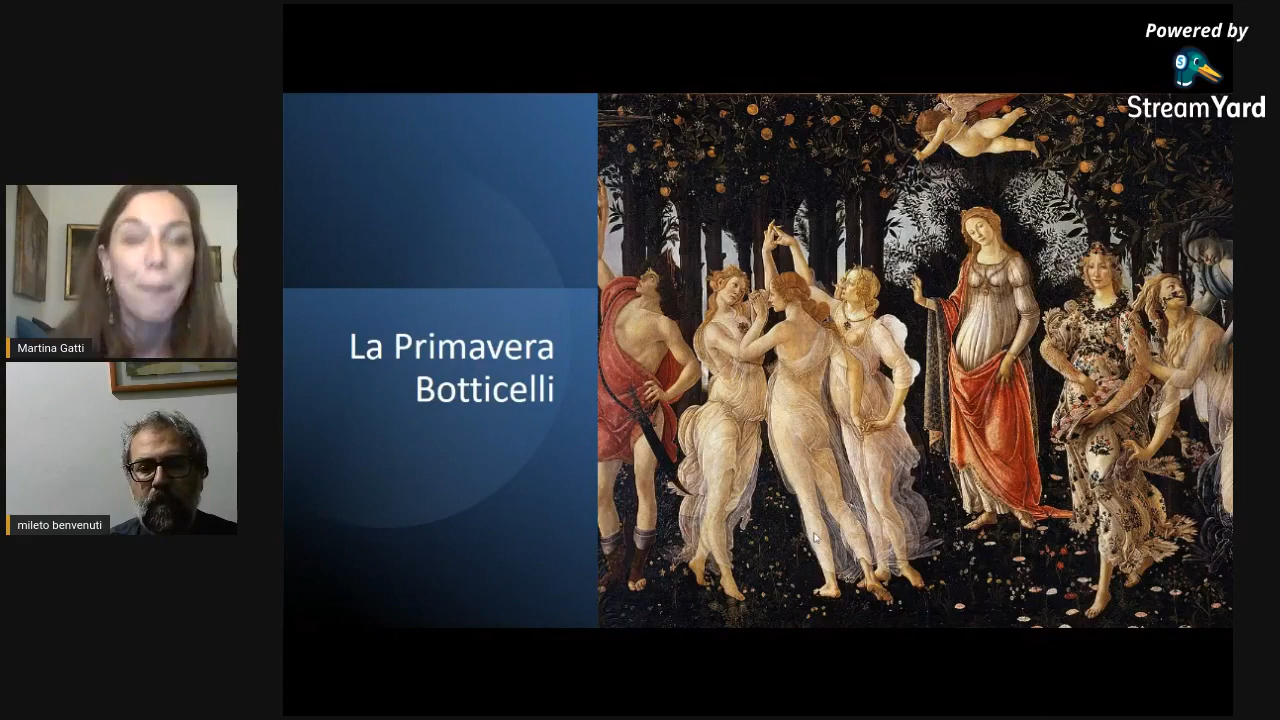 Powered by
StreamYard
La Primavera
Botticelli
Martina Gatti
mileto benvenuti